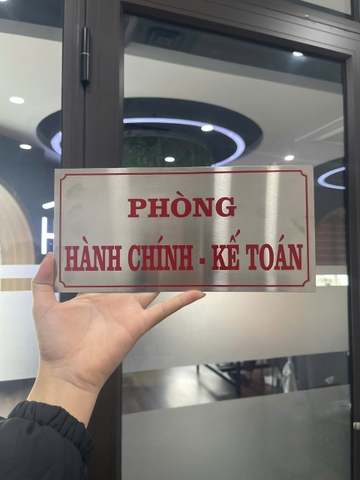 PHÒNG
HÀNH CHÍNH - KẾ TOÁN